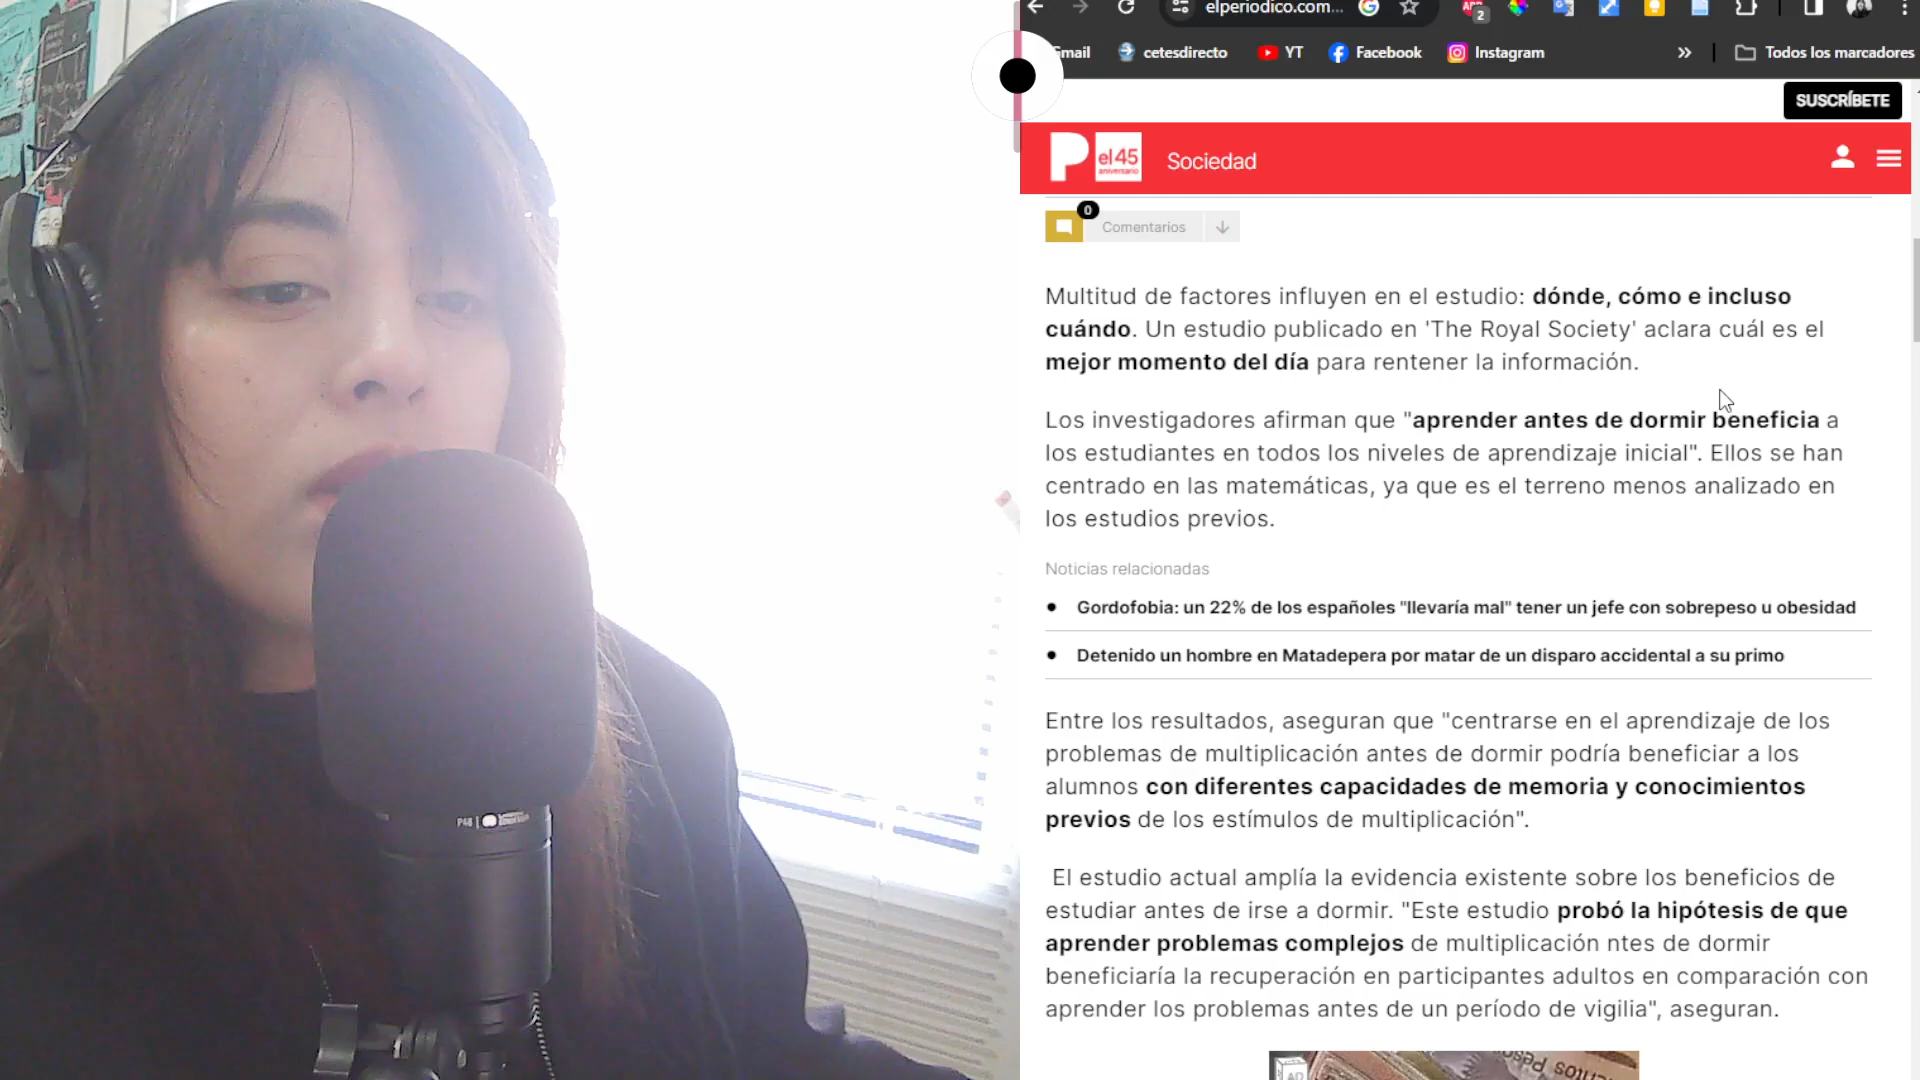 elperiodico.com...
2
Gmail
cetesdirecto
YT
Facebook
Instagram
Todos los marcadores
SUSCRÍBETE
P el 45 aniversario Sociedad
0
Comentarios
Multitud de factores influyen en el estudio: dónde, cómo e incluso
cuándo. Un estudio publicado en 'The Royal Society' aclara cuál es el
mejor momento del día para rentener la información.
Los investigadores afirman que "aprender antes de dormir beneficia a
los estudiantes en todos los niveles de aprendizaje inicial". Ellos se han
centrado en las matemáticas, ya que es el terreno menos analizado en
los estudios previos.
Noticias relacionadas
Gordofobia: un 22% de los españoles "llevaría mal" tener un jefe con sobrepeso u obesidad
Detenido un hombre en Matadepera por matar de un disparo accidental a su primo
Entre los resultados, aseguran que "centrarse en el aprendizaje de los
problemas de multiplicación antes de dormir podría beneficiar a los
alumnos con diferentes capacidades de memoria y conocimientos
previos de los estímulos de multiplicación".
El estudio actual amplía la evidencia existente sobre los beneficios de
estudiar antes de irse a dormir. "Este estudio probó la hipótesis de que
aprender problemas complejos de multiplicación ntes de dormir
beneficiaría la recuperación en participantes adultos en comparación con
aprender los problemas antes de un período de vigilia", aseguran.
P48
AD